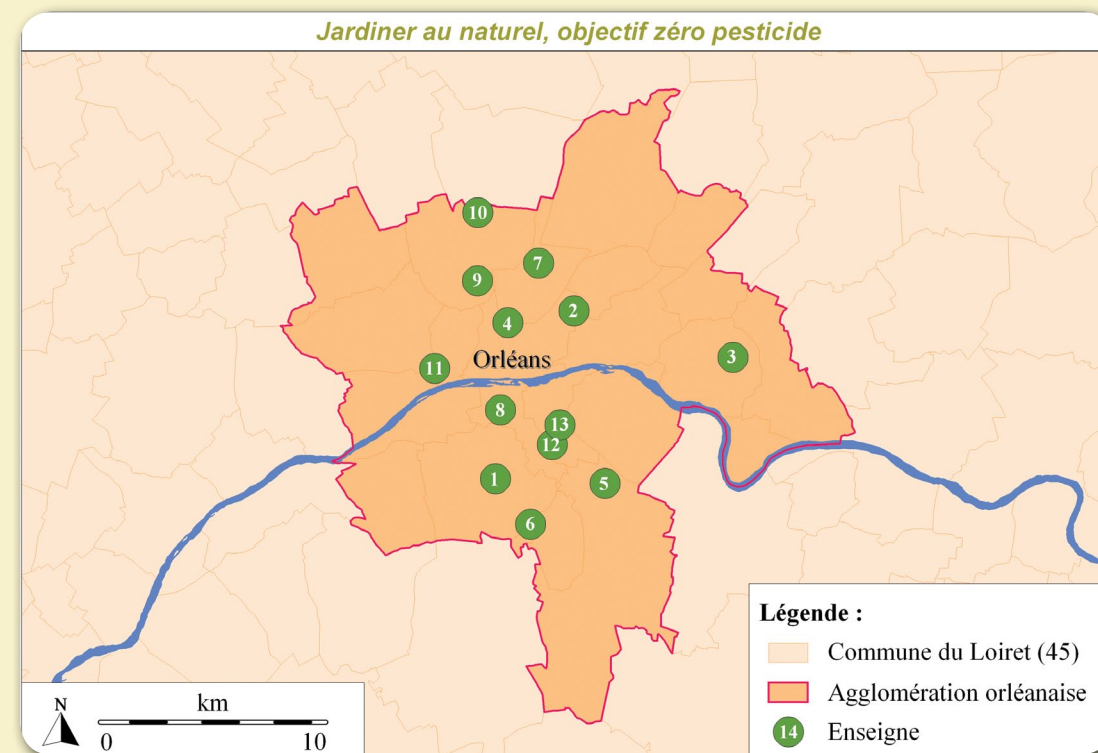 Jardiner au naturel, objectif zéro pesticide
10
7
9
2
4
3
Orléans
11
8
13
12
1
5
6
Légende :
Commune du Loiret (45)
Agglomération orléanaise
14 Enseigne
N
km
0 10